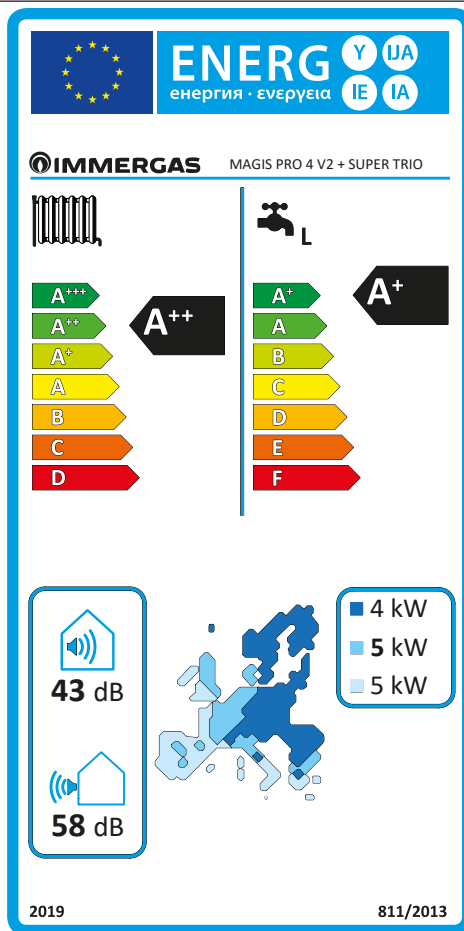 ENERG Y IJA
енергия · ενεργεια IE IA
IMMERGAS MAGIS PRO 4 V2 + SUPER TRIO
L
A+++
A++
A+
A
B
C
D
A++
A+
A
B
C
D
E
F
A+
43 dB
58 dB
4 kW
5 kW
5 kW
2019 811/2013